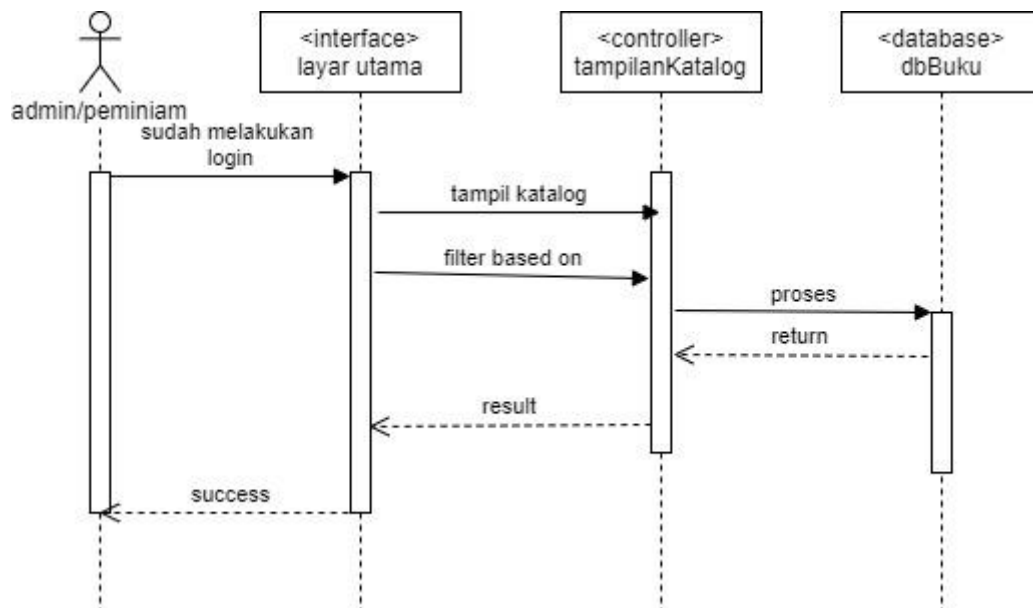 <interface>
layar utama
<controller>
tampilanKatalog
<database>
dbBuku
admin/peminiam
sudah melakukan
login
tampil katalog
filter based on
proses
return
result
success